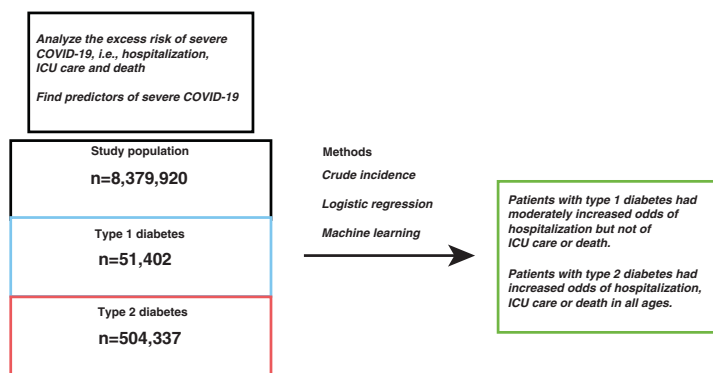 Analyze the excess risk of severe
COVID-19, i.e., hospitalization,
ICU care and death
Find predictors of severe COVID-19
Study population
n=8,379,920
Type 1 diabetes
n=51,402
Type 2 diabetes
n=504,337
Methods
Crude incidence
Logistic regression
Machine learning
Patients with type 1 diabetes had
moderately increased odds of
hospitalization but not of
ICU care or death.
Patients with type 2 diabetes had
increased odds of hospitalization,
ICU care or death in all ages.